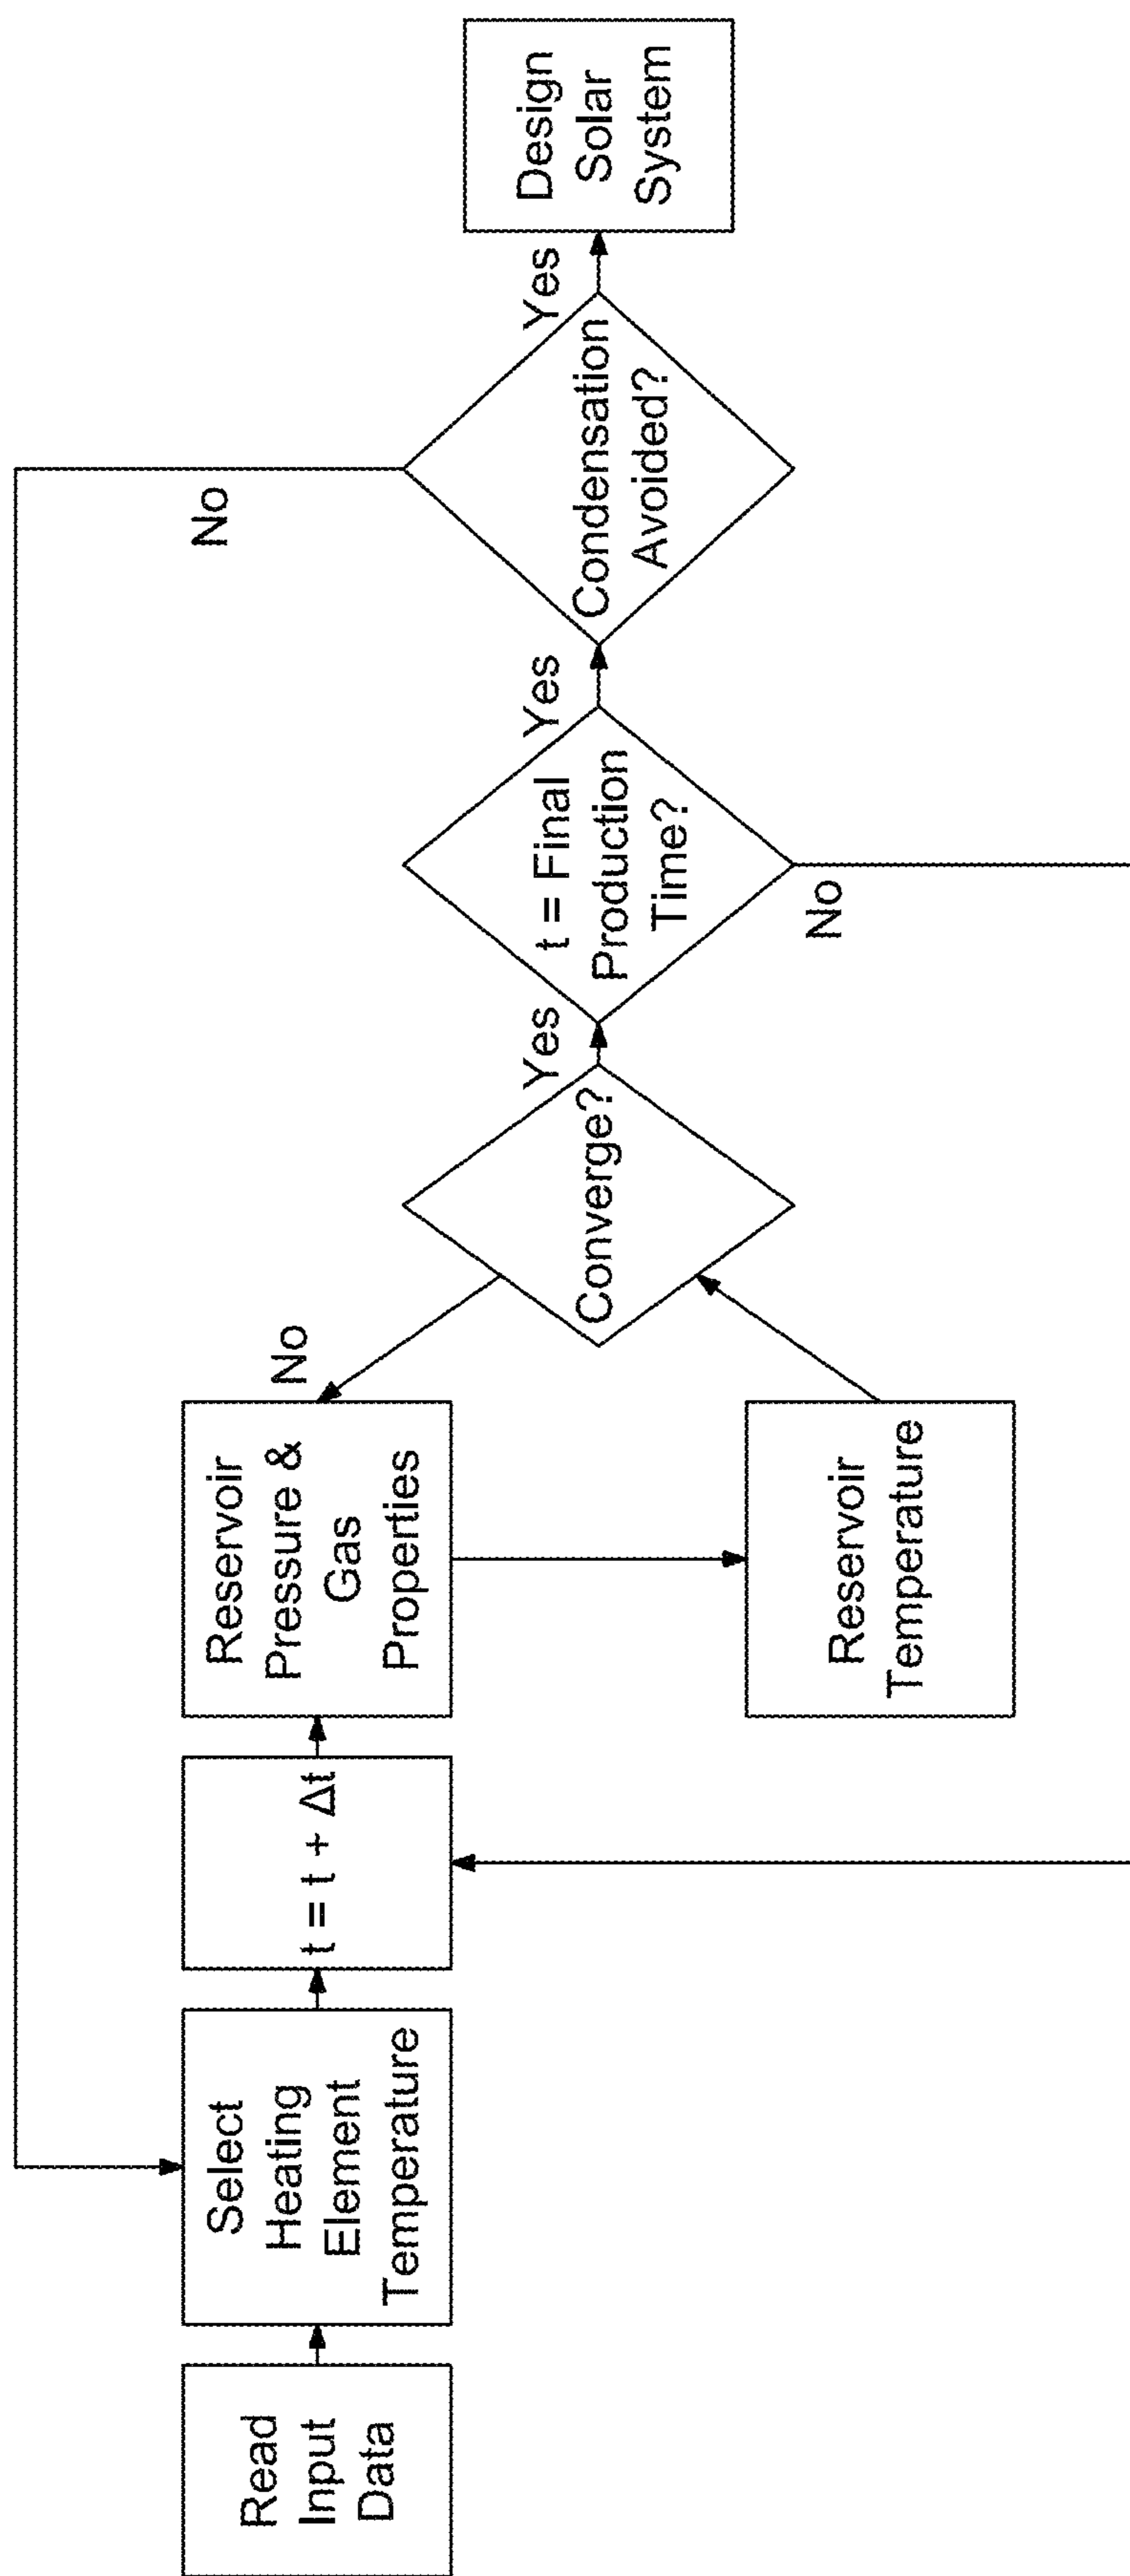 Read
Input
Data
Select
Heating
Element
Temperature
t = t + Δt
Reservoir
Pressure &
Gas
Properties
Reservoir
Temperature
No
Converge?
Yes
t = Final
Production
Time?
No
Yes
Condensation
Avoided?
No
Yes
Design
Solar
System